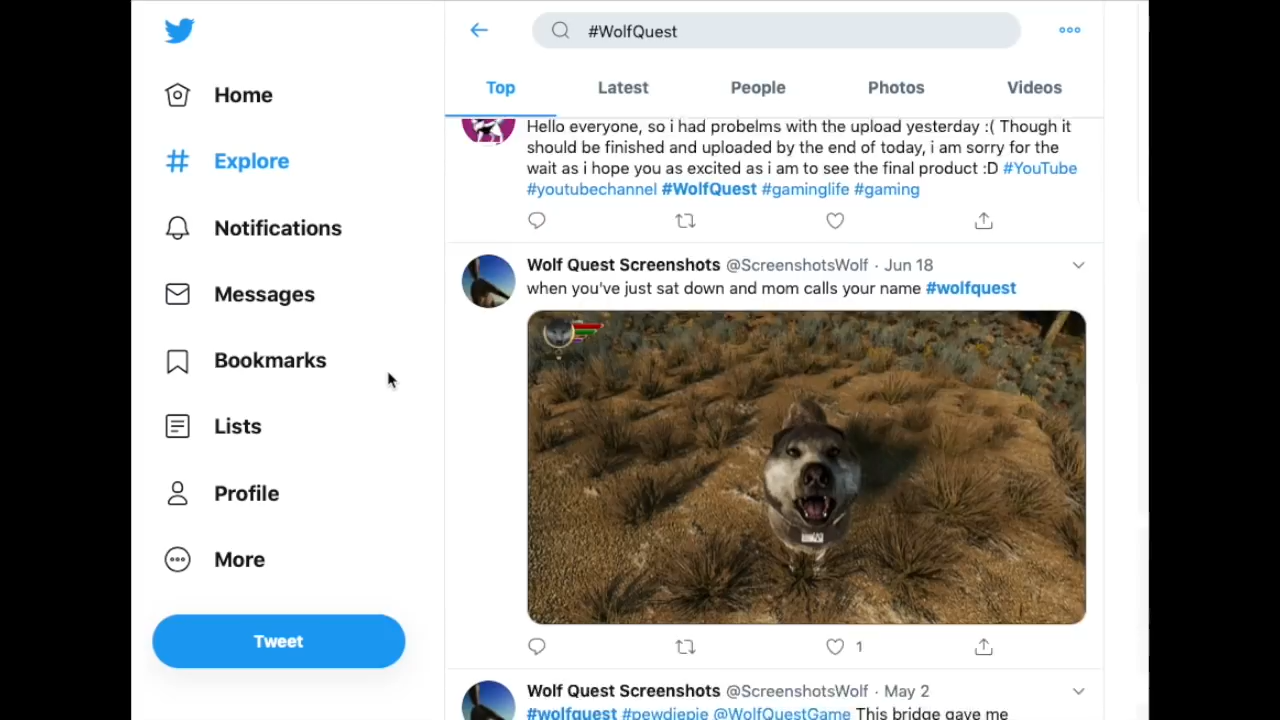 #WolfQuest
Home
Explore
Notifications
Messages
Bookmarks
Lists
Profile
More
Tweet
Top
Latest
People
Photos
Videos
Hello everyone, so i had probelms with the upload yesterday :( Though it
should be finished and uploaded by the end of today, i am sorry for the
wait as i hope you as excited as i am to see the final product :D #YouTube
#youtubechannel #WolfQuest #gaminglife #gaming
Wolf Quest Screenshots @ScreenshotsWolf · Jun 18
when you've just sat down and mom calls your name #wolfquest
1
Wolf Quest Screenshots @ScreenshotsWolf · May 2
#wolfquest #pewdiepie @WolfQuestGame This bridge gave me